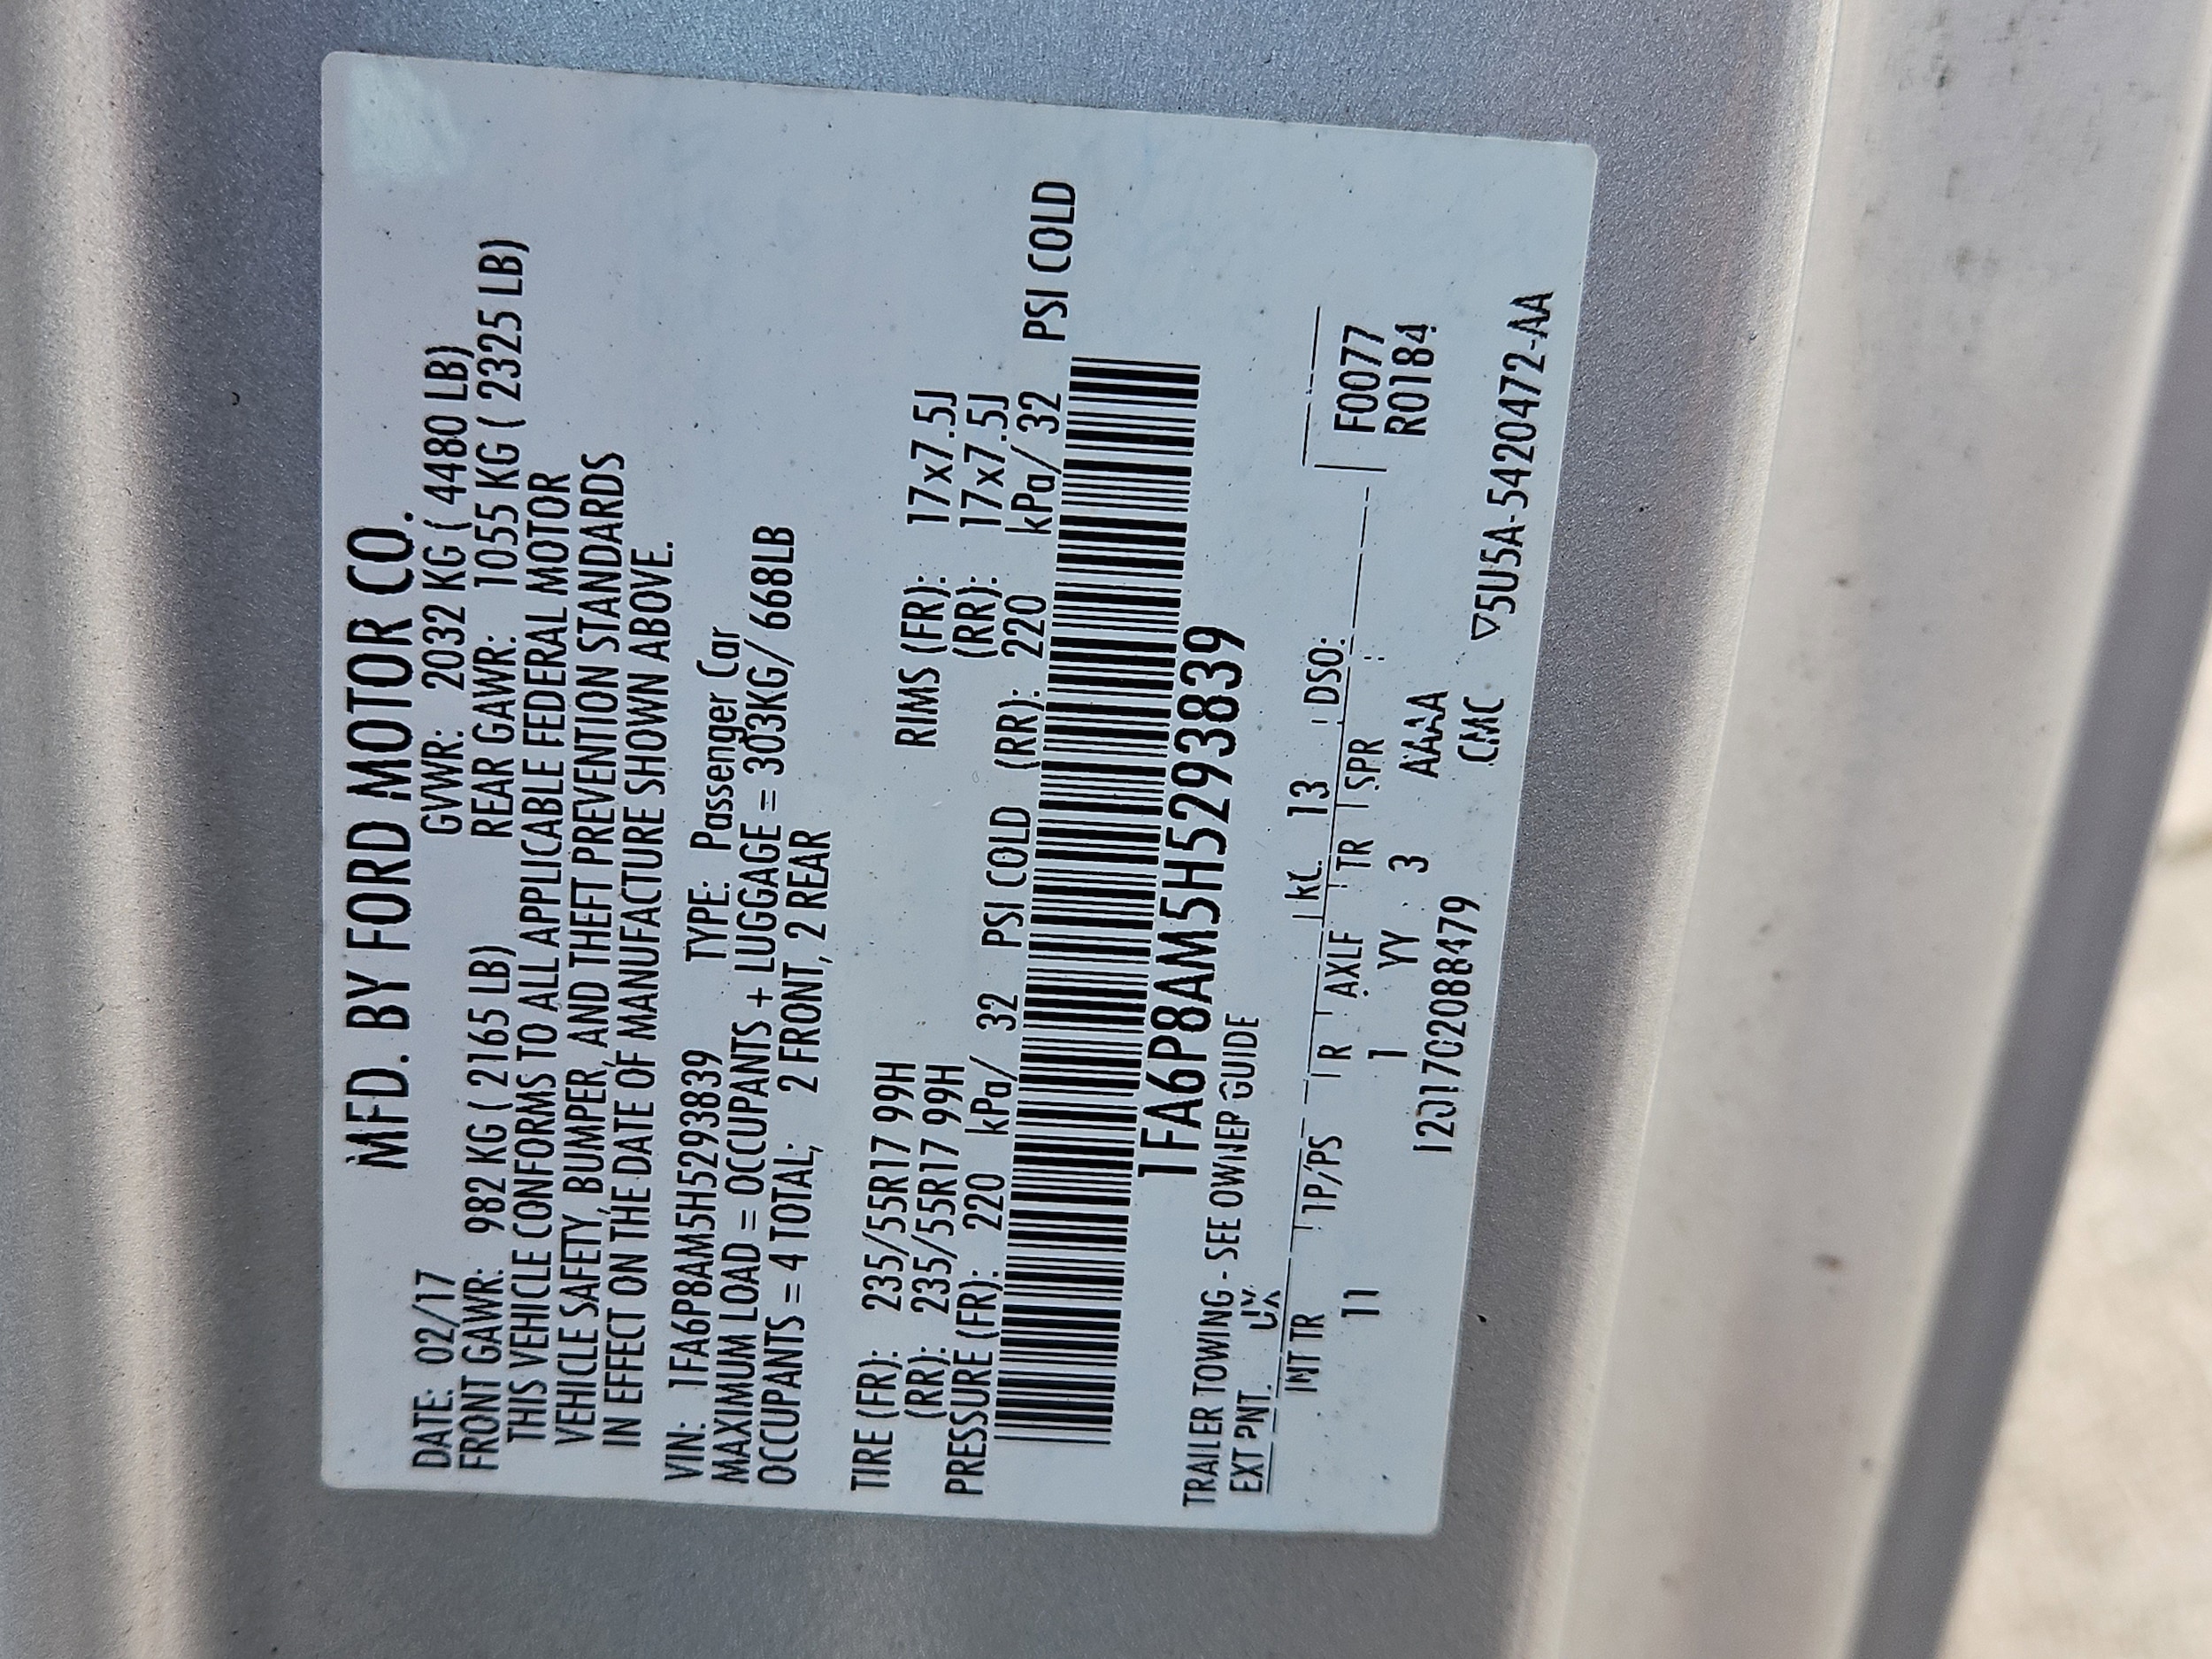 MFD. BY FORD MOTOR CO.
DATE: 02/17 GVWR: 2032 KG ( 4480 LB)
FRONT GAWR: 982 KG ( 2165 LB) REAR GAWR: 1055 KG ( 2325 LB)
THIS VEHICLE CONFORMS TO ALL APPLICABLE FEDERAL MOTOR
VEHICLE SAFETY, BUMPER, AND THEFT PREVENTION STANDARDS
IN EFFECT ON THE DATE OF MANUFACTURE SHOWN ABOVE.
VIN: 1FA6P8AM5H5293839 TYPE: Passenger Car
MAXIMUM LOAD = OCCUPANTS + LUGGAGE = 303KG/ 668LB
OCCUPANTS = 4 TOTAL; 2 FRONT, 2 REAR
TIRE (FR): 235/55R17 99H RIMS (FR): 17x7.5J
(RR): 235/55R17 99H (RR): 17x7.5J
PRESSURE (FR): 220 kPa/ 32 PSI COLD (RR): 220 kPa/ 32 PSI COLD
1FA6P8AM5H5293839
TRAILER TOWING - SEE OWNER GUIDE
EXT PNT: UX RC: 13 DSO:
INT TR TP/PS R AXLE TR SPR F0077
11 1 YY 3 AAAA R0184
1201702088479 CMC ▽5U5A-5420472-AA